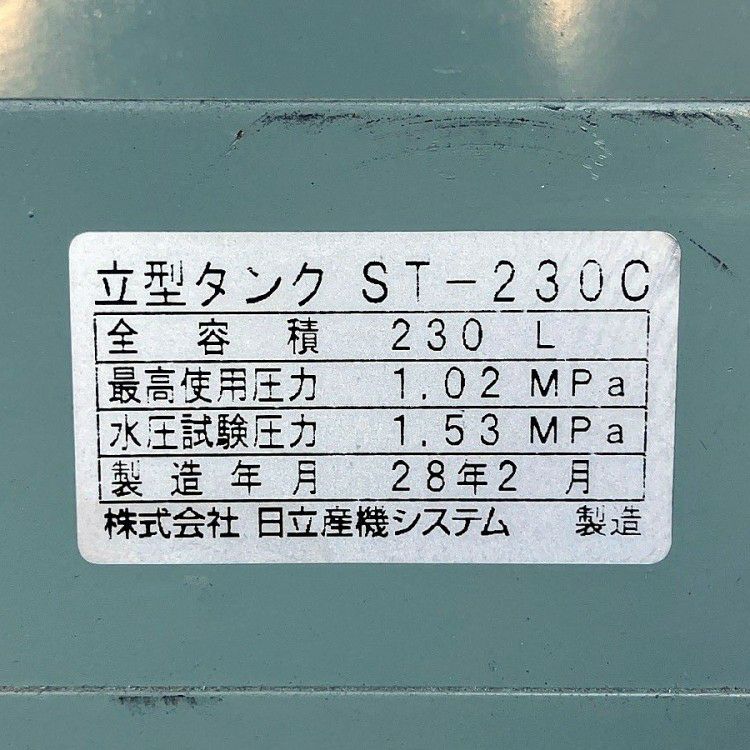 立型タンク ST-230C
全容積 230 L
最高使用圧力 1.02 MPa
水圧試験圧力 1.53 MPa
製造年月 28年2月
株式会社 日立産機システム 製造